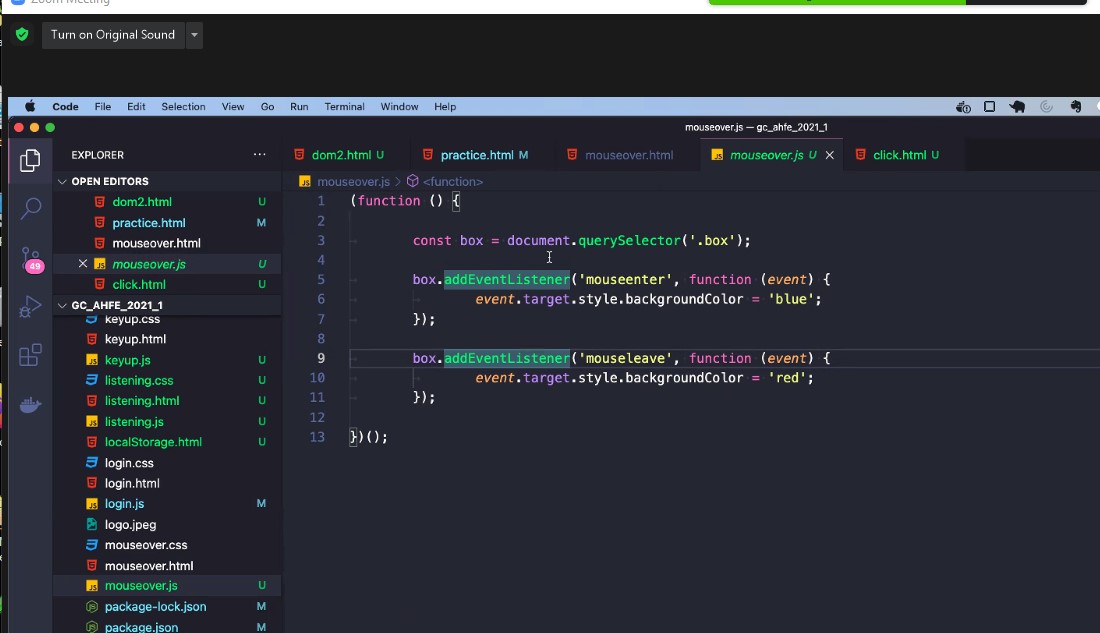 Zoom Meeting
Turn on Original Sound
Code File Edit Selection View Go Run Terminal Window Help
mouseover.js — gc_ahfe_2021_1
EXPLORER ···
dom2.html U practice.html M mouseover.html mouseover.js U click.html U
OPEN EDITORS
mouseover.js > <function>
dom2.html U
practice.html M
mouseover.html
mouseover.js U
click.html U
GC_AHFE_2021_1
keyup.css
keyup.html
keyup.js U
listening.css U
listening.html U
listening.js U
localStorage.html U
login.css
login.html
login.js M
logo.jpeg
mouseover.css
mouseover.html
mouseover.js U
package-lock.json M
package.json M
49
1 (function () {
2
3 const box = document.querySelector('.box');
4
5 box.addEventListener('mouseenter', function (event) {
6 event.target.style.backgroundColor = 'blue';
7 });
8
9 box.addEventListener('mouseleave', function (event) {
10 event.target.style.backgroundColor = 'red';
11 });
12
13 })();